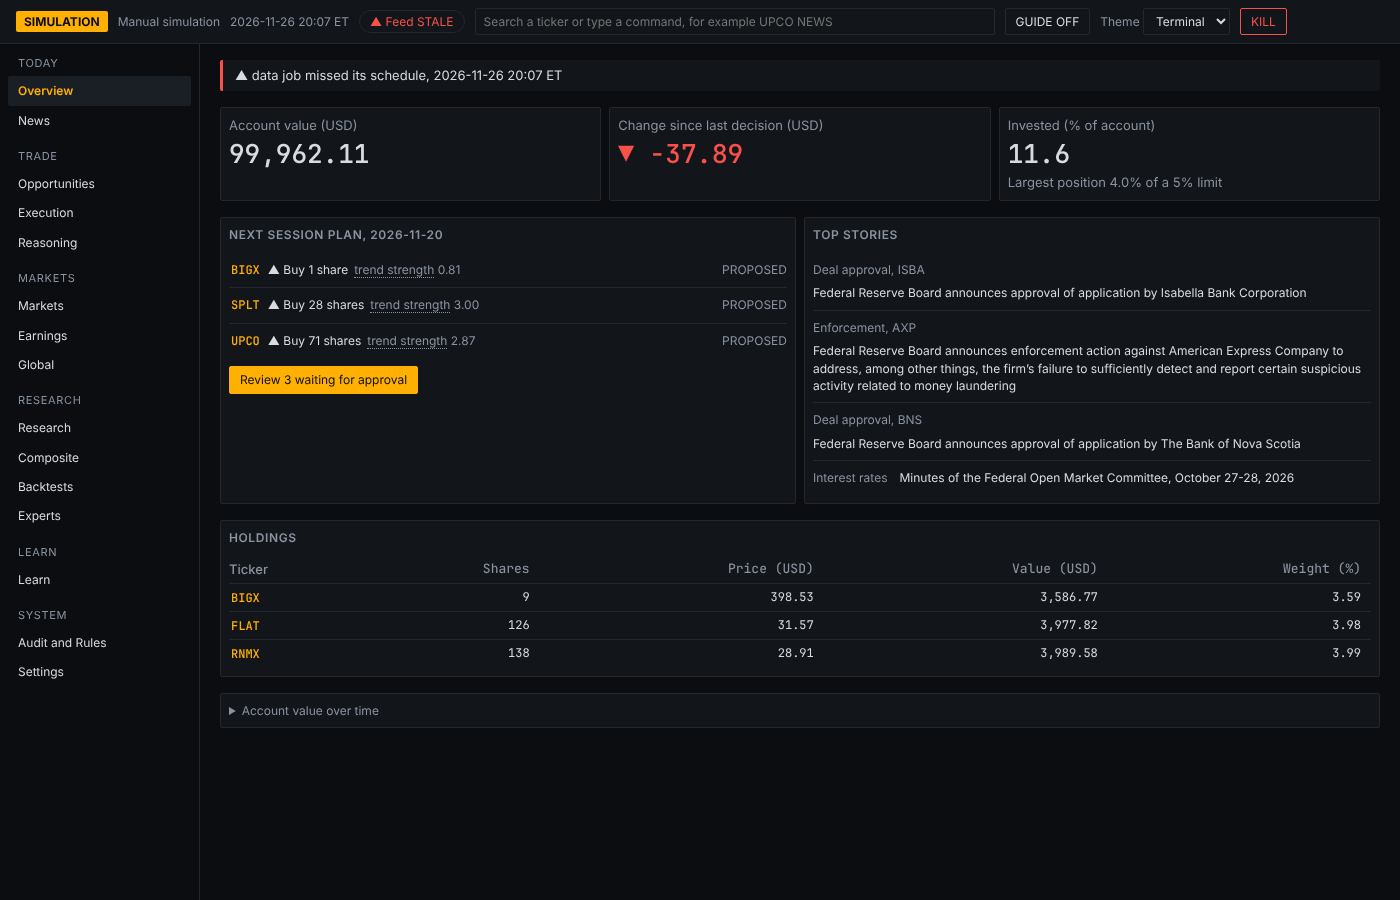 SIMULATION Manual simulation 2026-11-26 20:07 ET ▲ Feed STALE Search a ticker or type a command, for example UPCO NEWS GUIDE OFF Theme Terminal KILL
TODAY
Overview
News
TRADE
Opportunities
Execution
Reasoning
MARKETS
Markets
Earnings
Global
RESEARCH
Research
Composite
Backtests
Experts
LEARN
Learn
SYSTEM
Audit and Rules
Settings
▲ data job missed its schedule, 2026-11-26 20:07 ET
Account value (USD)
99,962.11
Change since last decision (USD)
▼ -37.89
Invested (% of account)
11.6
Largest position 4.0% of a 5% limit
NEXT SESSION PLAN, 2026-11-20
BIGX ▲ Buy 1 share trend strength 0.81 PROPOSED
SPLT ▲ Buy 28 shares trend strength 3.00 PROPOSED
UPCO ▲ Buy 71 shares trend strength 2.87 PROPOSED
Review 3 waiting for approval
TOP STORIES
Deal approval, ISBA
Federal Reserve Board announces approval of application by Isabella Bank Corporation
Enforcement, AXP
Federal Reserve Board announces enforcement action against American Express Company to
address, among other things, the firm’s failure to sufficiently detect and report certain suspicious
activity related to money laundering
Deal approval, BNS
Federal Reserve Board announces approval of application by The Bank of Nova Scotia
Interest rates Minutes of the Federal Open Market Committee, October 27-28, 2026
HOLDINGS
Ticker Shares Price (USD) Value (USD) Weight (%)
BIGX 9 398.53 3,586.77 3.59
FLAT 126 31.57 3,977.82 3.98
RNMX 138 28.91 3,989.58 3.99
▶ Account value over time